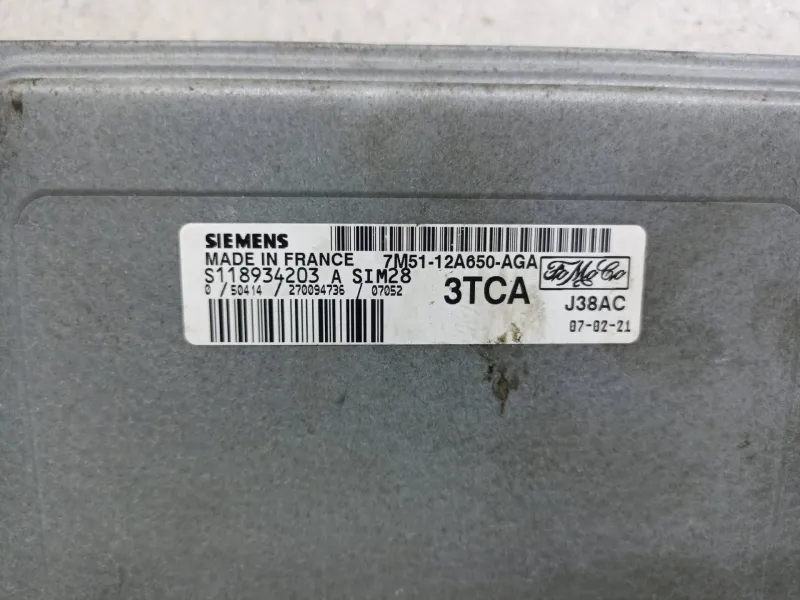 SIEMENS
MADE IN FRANCE 7M51-12A650-AGA
S118934203 A SIM28 FoMoCo
0 /50414 /270094736 /07052 3TCA J38AC
07-02-21